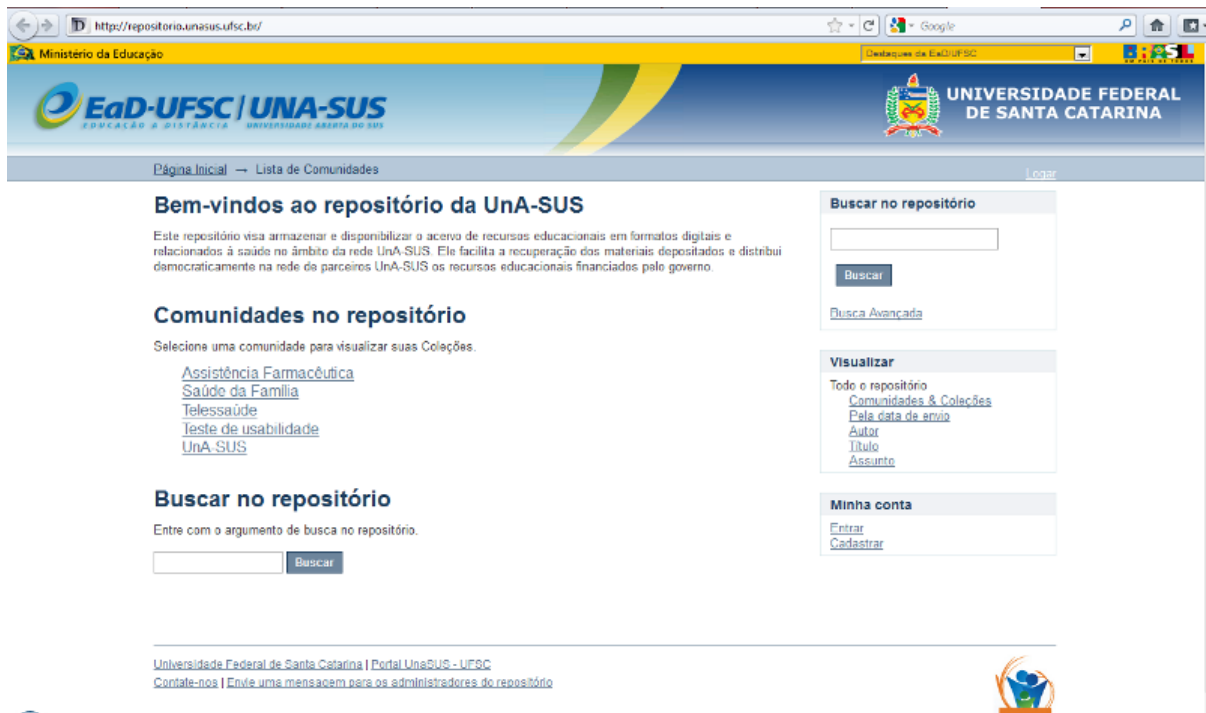 http://repositorio.unasus.ufsc.br/
Google
Ministério da Educação
Destaques da EaD/UFSC
BRASIL
UM PAÍS DE TODOS
EaD-UFSC | UNA-SUS
EDUCAÇÃO A DISTÂNCIA UNIVERSIDADE ABERTA DO SUS
UNIVERSIDADE FEDERAL
DE SANTA CATARINA
Página Inicial → Lista de Comunidades
Logar
Bem-vindos ao repositório da UnA-SUS
Este repositório visa armazenar e disponibilizar o acervo de recursos educacionais em formatos digitais e
relacionados à saúde no âmbito da rede UnA-SUS. Ele facilita a recuperação dos materiais depositados e distribui
democraticamente na rede de parceiros UnA-SUS os recursos educacionais financiados pelo governo.
Comunidades no repositório
Selecione uma comunidade para visualizar suas Coleções.
Assistência Farmacêutica
Saúde da Família
Telessaúde
Teste de usabilidade
UnA-SUS
Buscar no repositório
Entre com o argumento de busca no repositório.
Buscar
Buscar no repositório
Buscar
Busca Avançada
Visualizar
Todo o repositório
Comunidades & Coleções
Pela data de envio
Autor
Título
Assunto
Minha conta
Entrar
Cadastrar
Universidade Federal de Santa Catarina | Portal UnaSUS - UFSC
Contate-nos | Envie uma mensagem para os administradores do repositório